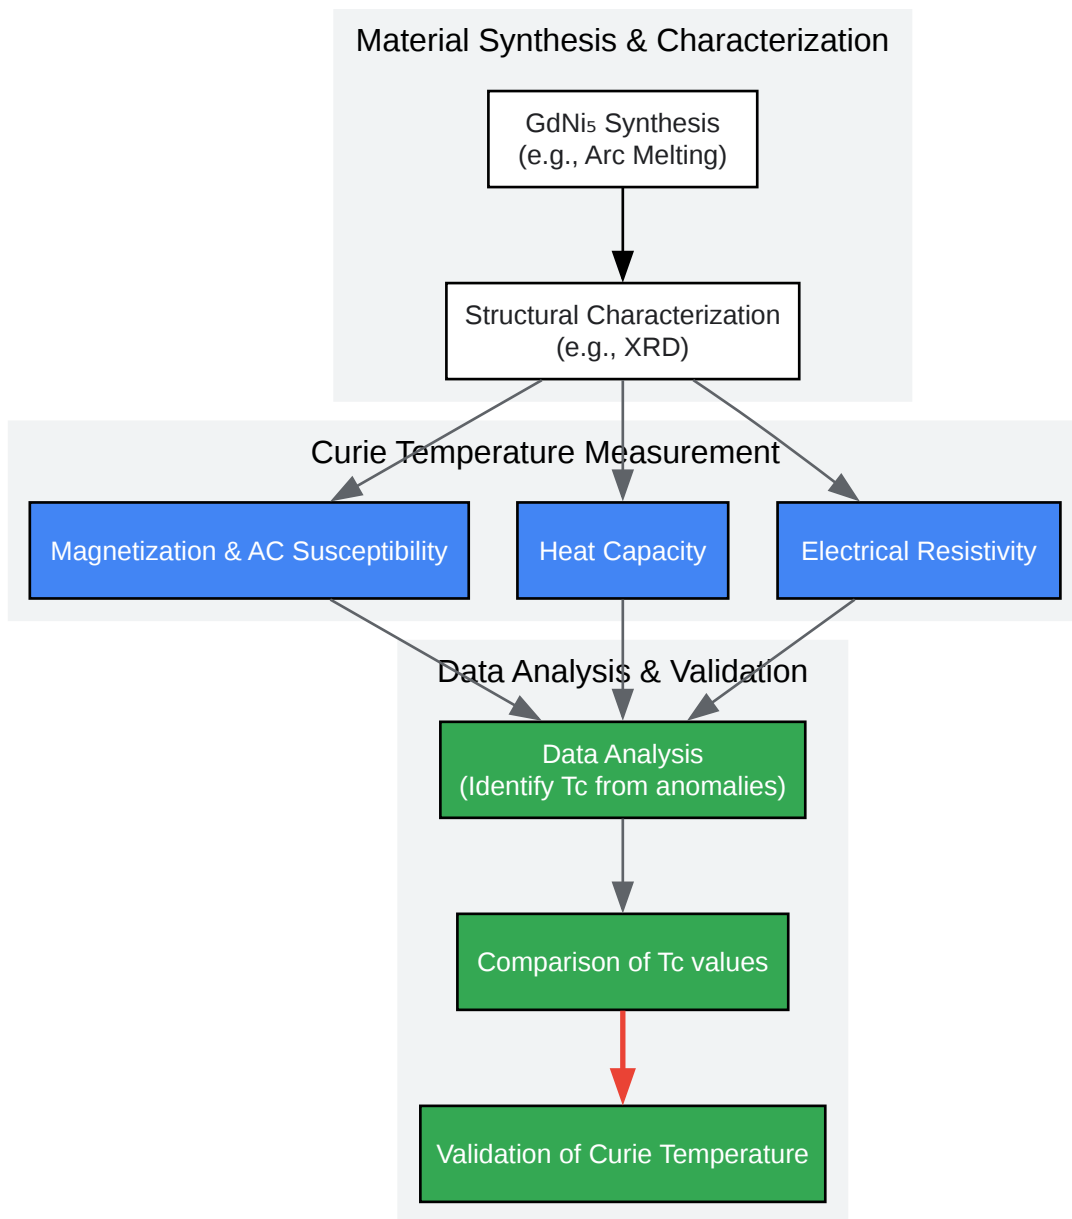 Material Synthesis & Characterization
GdNi₅ Synthesis
(e.g., Arc Melting)
Structural Characterization
(e.g., XRD)
Curie Temperature Measurement
Magnetization & AC Susceptibility
Heat Capacity
Electrical Resistivity
Data Analysis & Validation
Data Analysis
(Identify Tc from anomalies)
Comparison of Tc values
Validation of Curie Temperature